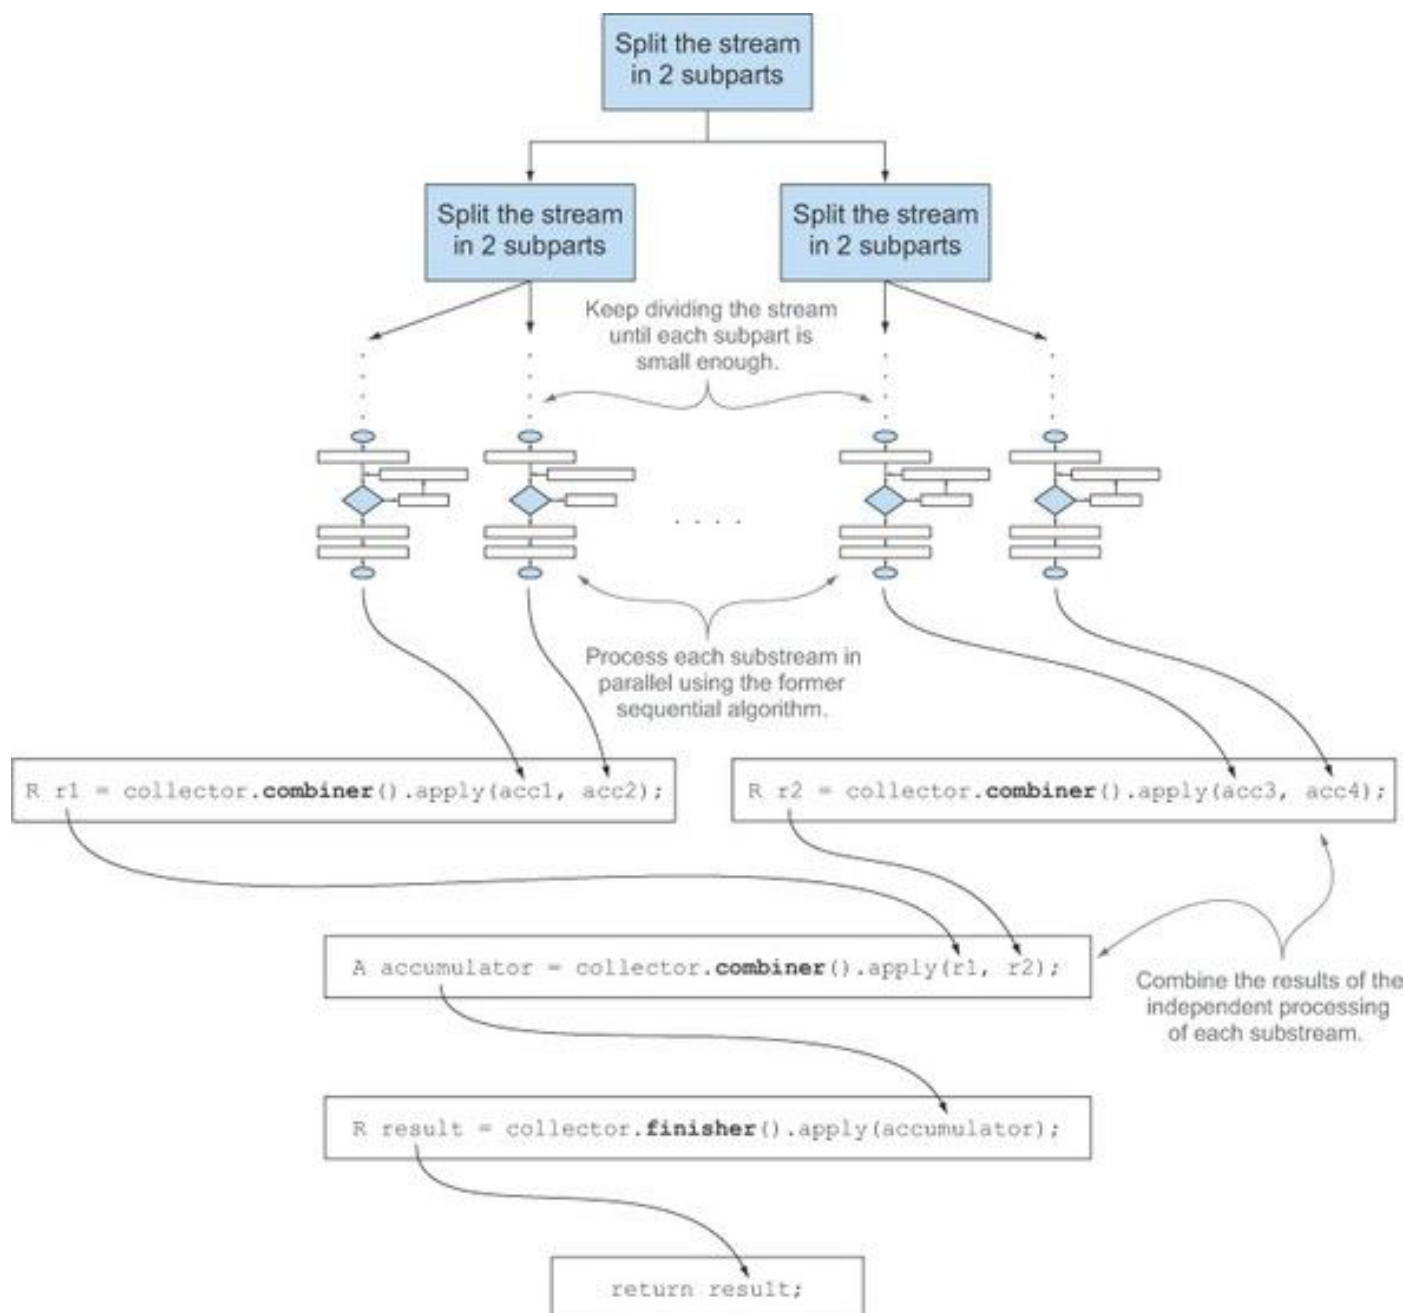 Split the stream
in 2 subparts
Split the stream
in 2 subparts
Split the stream
in 2 subparts
Keep dividing the stream
until each subpart is
small enough.
Process each substream in
parallel using the former
sequential algorithm.
R r1 = collector.combiner().apply(acc1, acc2);
R r2 = collector.combiner().apply(acc3, acc4);
A accumulator = collector.combiner().apply(r1, r2);
Combine the results of the
independent processing
of each substream.
R result = collector.finisher().apply(accumulator);
return result;